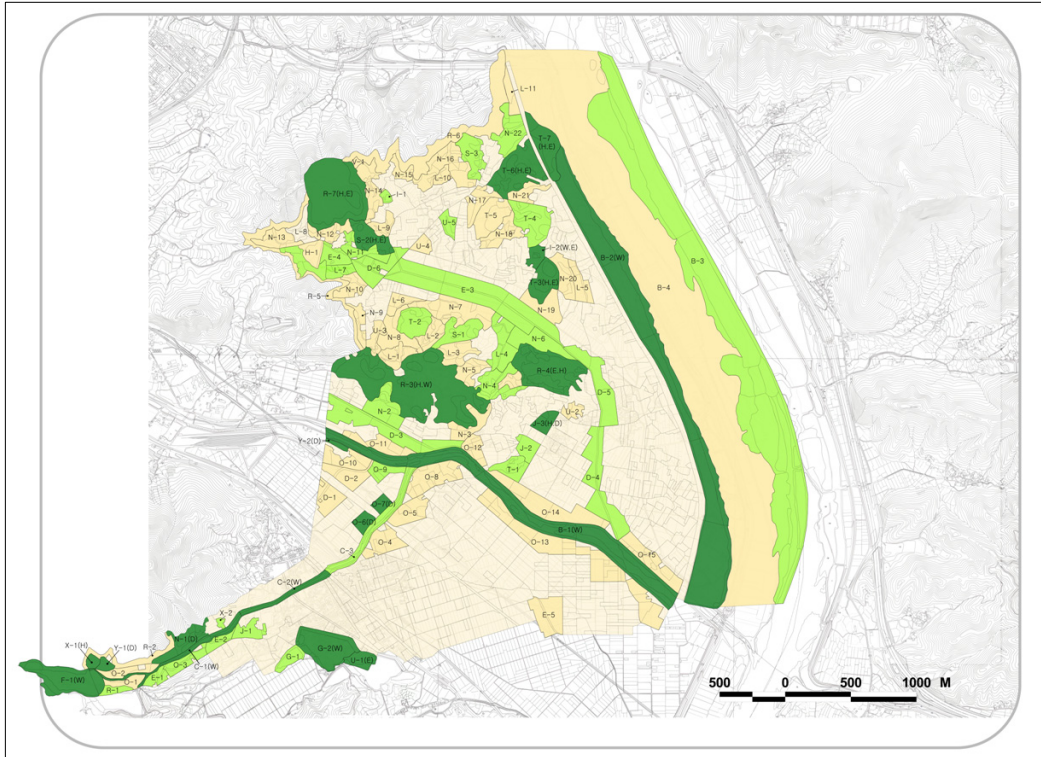 L-11
R-6
N-22
T-7
(H,E)
S-3
V-1
N-16
N-15
L-10
T-6(H,E)
R-7(H,E)
N-14
I-1
N-17
N-21
T-5
T-4
L-8
L-9
U-5
N-13
N-12
S-2(H,E)
N-18
H-1
N-11
U-4
I-2(W,E)
E-4
B-2(W)
B-3
L-7
D-6
T-3(H,E)
N-20
E-3
L-5
B-4
R-5
N-10
L-6
N-7
N-19
N-9
T-2
U-3
N-8
L-2
S-1
N-6
L-1
L-3
L-4
R-3(H,W)
N-5
R-4(E,H)
N-4
D-5
N-2
U-2
J-3(H,D)
D-3
N-3
Y-2(D)
O-11
O-12
J-2
O-10
O-9
T-1
D-2
O-8
D-4
D-1
O-7(D)
O-6(D)
O-5
O-14
B-1(W)
O-4
O-13
O-15
C-3
C-2(W)
X-2
E-5
N-1(D)
J-1
E-2
X-1(H)
Y-1(D)
R-2
G-2(W)
C-1(W)
G-1
U-1(E)
O-2
O-3
F-1(W)
D-1
E-1
R-1
500 0 500 1000 M